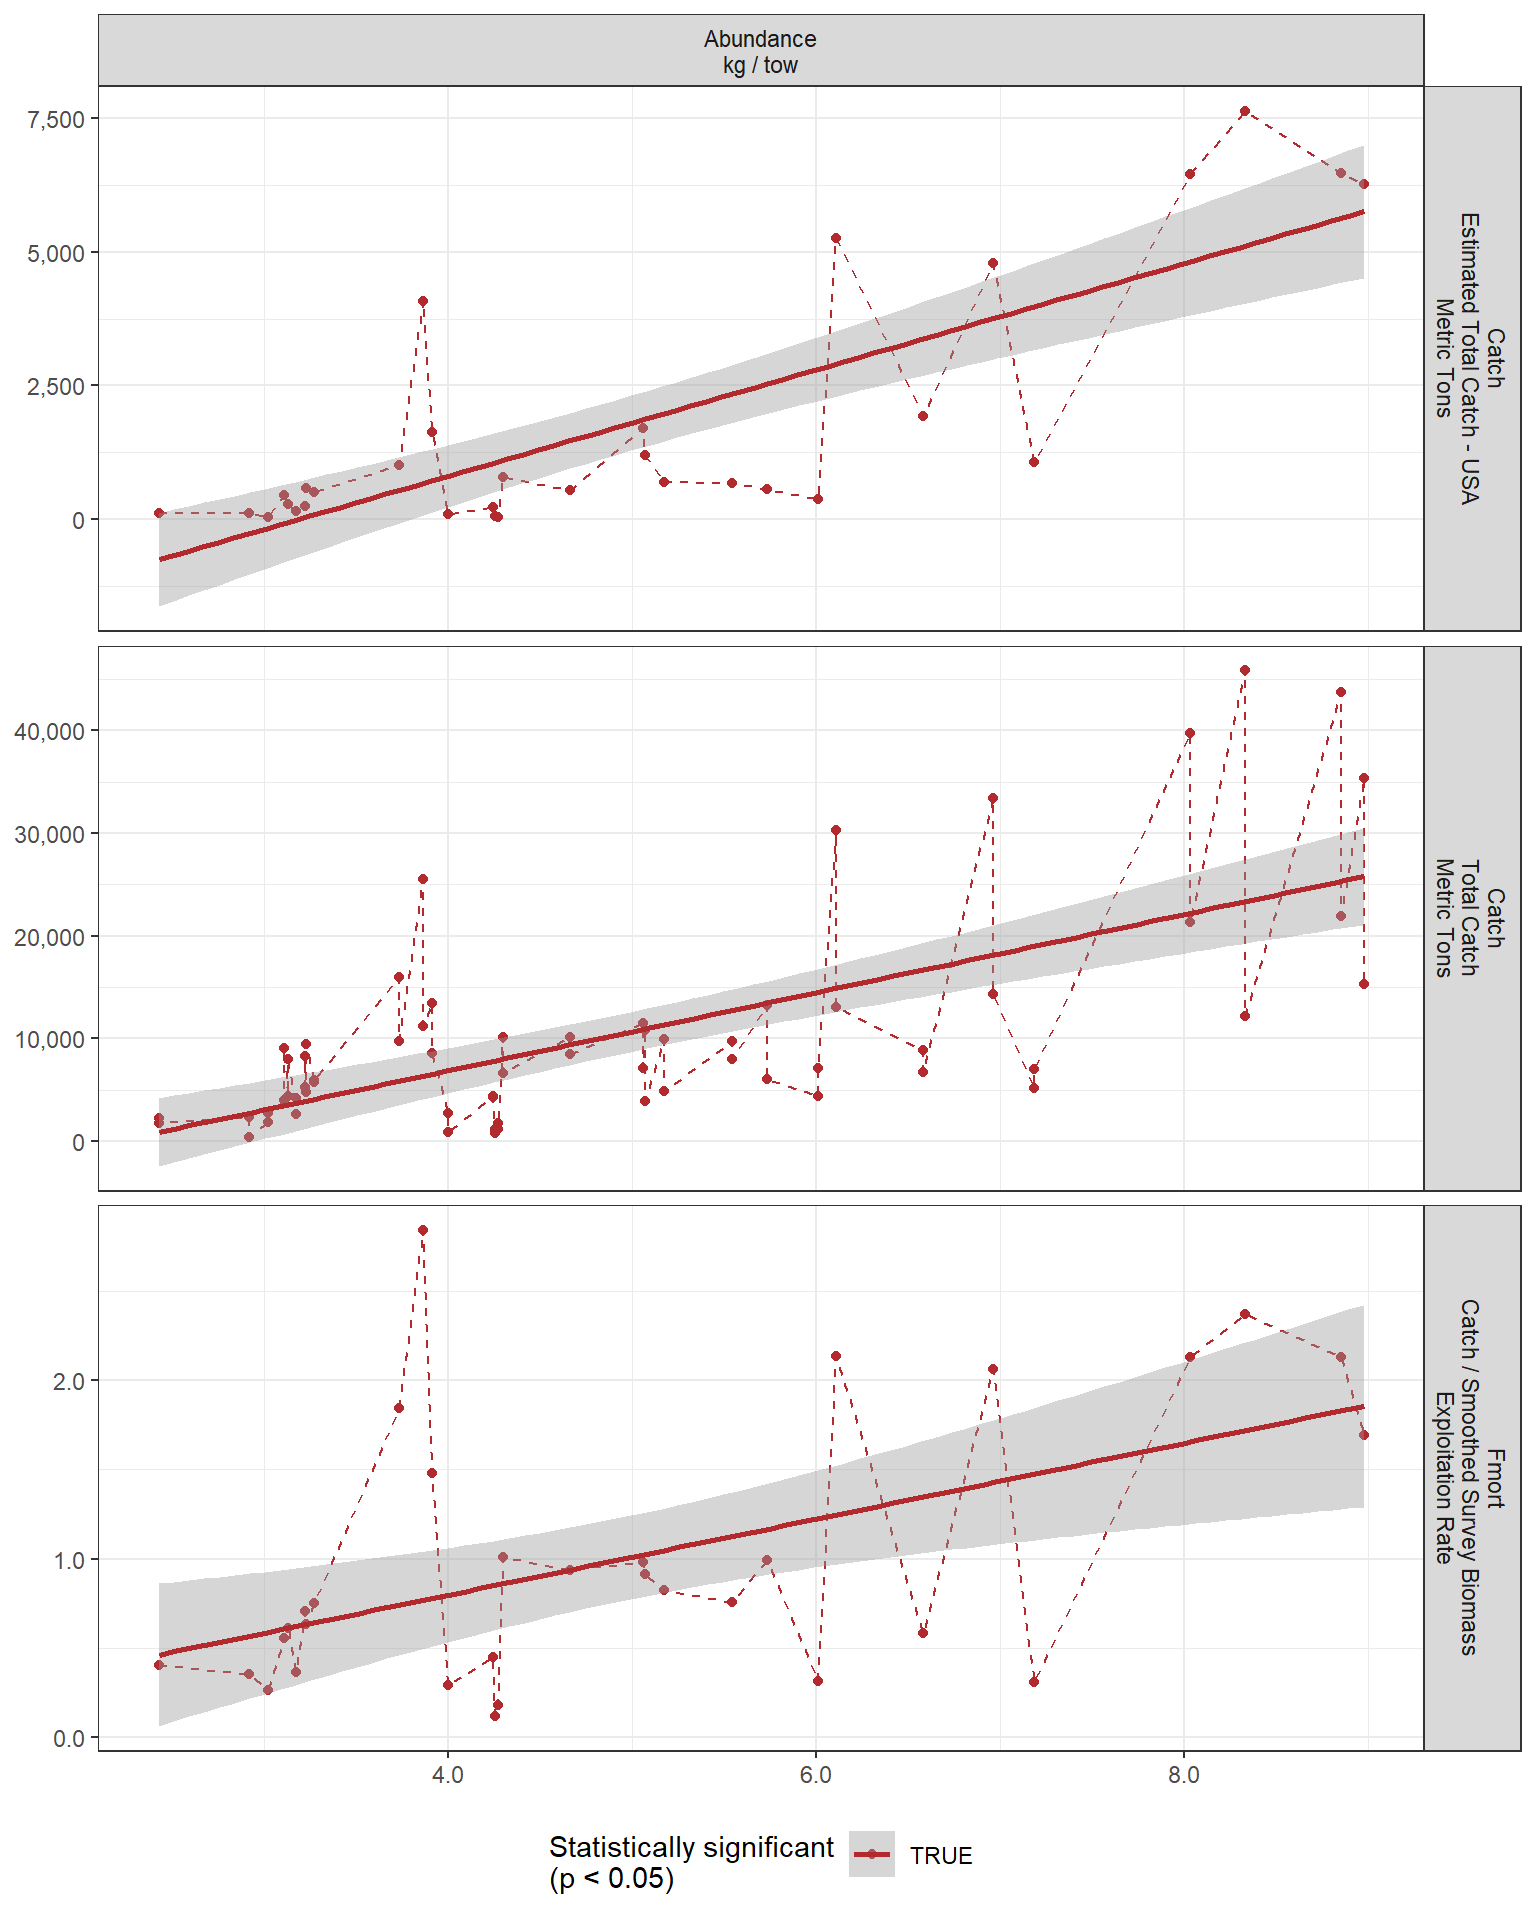 Abundance
kg / tow
7,500
5,000
2,500
0
Catch
Estimated Total Catch - USA
Metric Tons
40,000
30,000
20,000
10,000
0
Catch
Total Catch
Metric Tons
2.0
1.0
0.0
Fmort
Catch / Smoothed Survey Biomass
Exploitation Rate
4.0
6.0
8.0
Statistically significant
(p < 0.05)
TRUE